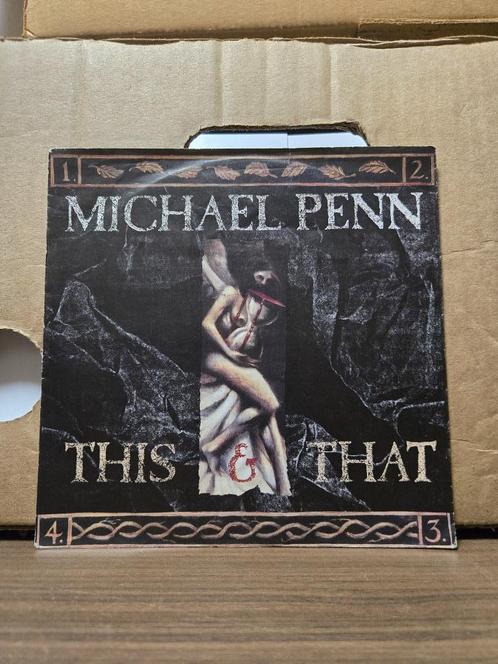 1. 2.
MICHAEL PENN
THIS & THAT
4. 3.